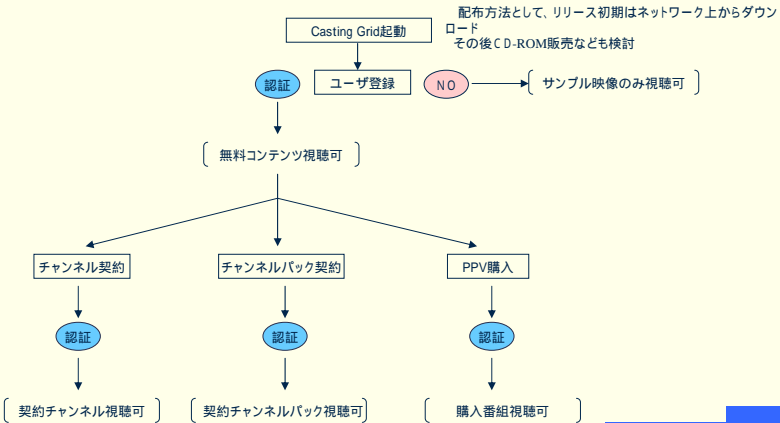 配布方法として、リリース初期はネットワーク上からダウン
ロード
その後CD-ROM販売なども検討
Casting Grid起動
認証
ユーザ登録
NO
サンプル映像のみ視聴可
無料コンテンツ視聴可
チャンネル契約
チャンネルパック契約
PPV購入
認証
認証
認証
契約チャンネル視聴可
契約チャンネルパック視聴可
購入番組視聴可